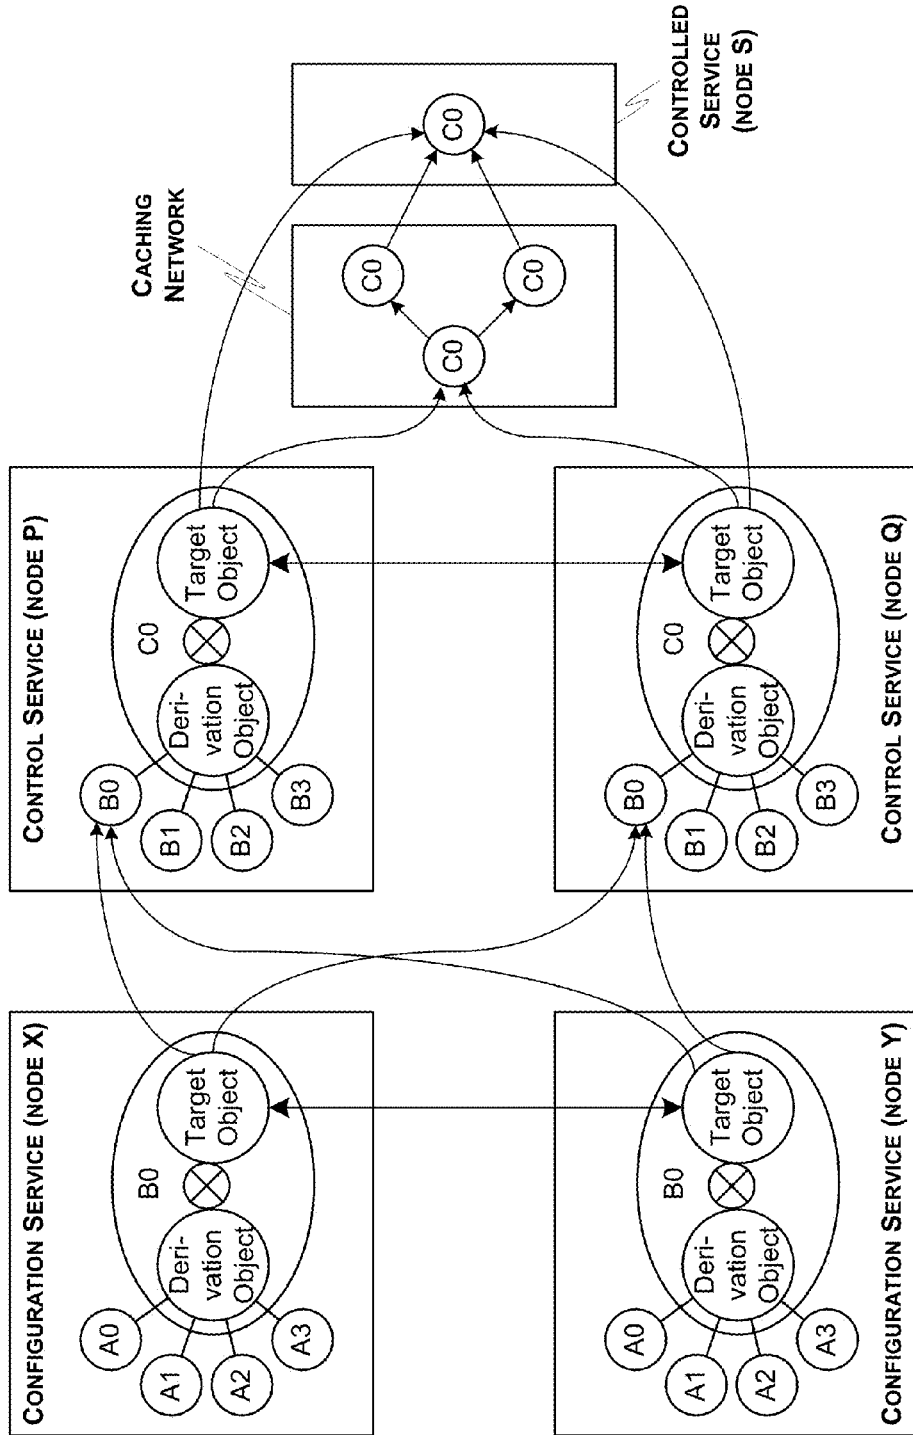 CONFIGURATION SERVICE (NODE X)
A0
A1
A2
A3
Deri-
vation
Object
B0
Target
Object
CONTROL SERVICE (NODE P)
B0
B1
B2
B3
Deri-
vation
Object
C0
Target
Object
CONFIGURATION SERVICE (NODE Y)
A0
A1
A2
A3
Deri-
vation
Object
B0
Target
Object
CONTROL SERVICE (NODE Q)
B0
B1
B2
B3
Deri-
vation
Object
C0
Target
Object
CACHING
NETWORK
C0
C0
C0
C0
CONTROLLED
SERVICE
(NODE S)